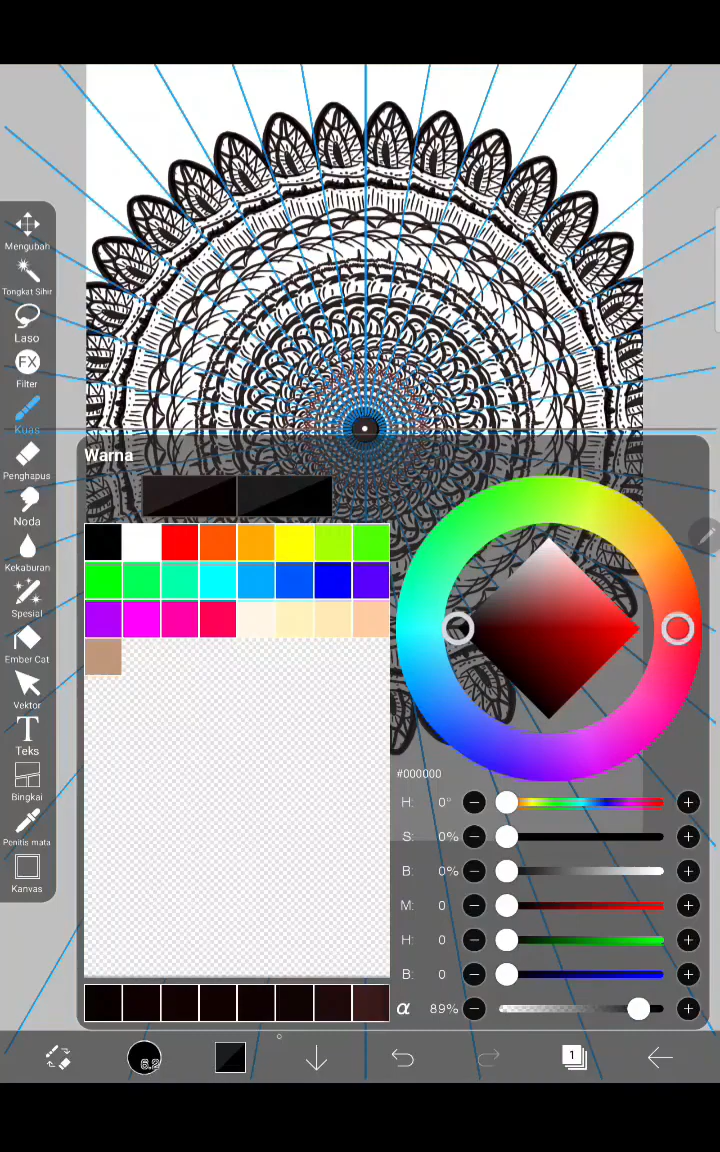 Mengubah
Tongkat Sihir
Laso
FX
Filter
Kuas
Penghapus
Noda
Kekaburan
Spesial
Ember Cat
Vektor
T
Teks
Bingkai
Penitis mata
Kanvas
Warna
#000000
H: 0°
S: 0%
B: 0%
M: 0
H: 0
B: 0
α 89%
6.2
1